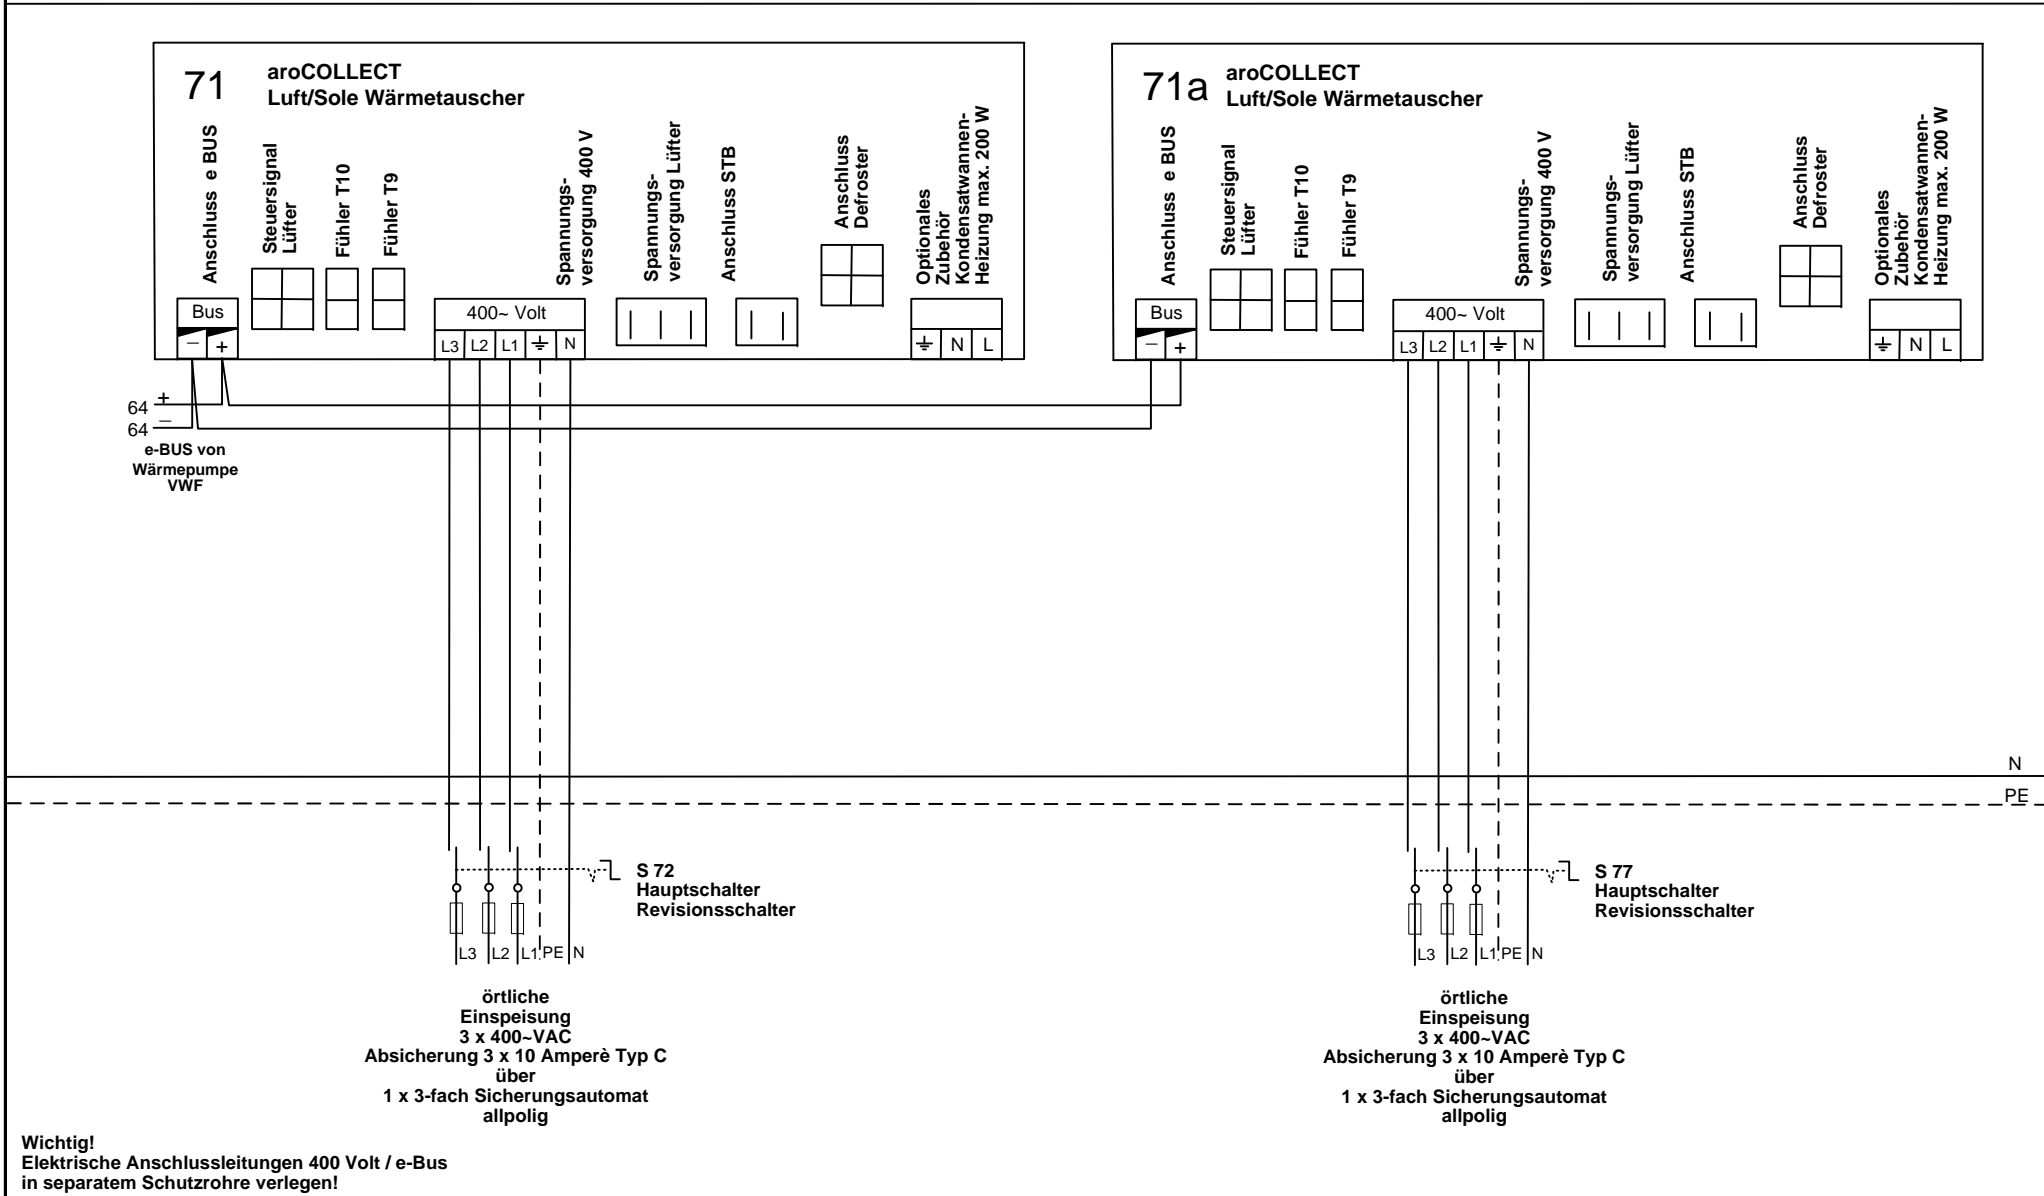 71
aroCOLLECT
Luft/Sole Wärmetauscher
Anschluss e BUS
Steuersignal
Lüfter
Fühler T10
Fühler T9
Spannungs-
versorgung 400 V
Spannungs-
versorgung Lüfter
Anschluss STB
Anschluss
Defroster
Optionales
Zubehör
Kondensatwannen-
Heizung max. 200 W
Bus
− +
400~ Volt
L3 L2 L1 ⏚ N
⏚ N L
71a
aroCOLLECT
Luft/Sole Wärmetauscher
Anschluss e BUS
Steuersignal
Lüfter
Fühler T10
Fühler T9
Spannungs-
versorgung 400 V
Spannungs-
versorgung Lüfter
Anschluss STB
Anschluss
Defroster
Optionales
Zubehör
Kondensatwannen-
Heizung max. 200 W
Bus
− +
400~ Volt
L3 L2 L1 ⏚ N
⏚ N L
64 +
64 −
e-BUS von
Wärmepumpe
VWF
N
PE
S 72
Hauptschalter
Revisionsschalter
L3 L2 L1 PE N
örtliche
Einspeisung
3 x 400~VAC
Absicherung 3 x 10 Amperè Typ C
über
1 x 3-fach Sicherungsautomat
allpolig
S 77
Hauptschalter
Revisionsschalter
L3 L2 L1 PE N
örtliche
Einspeisung
3 x 400~VAC
Absicherung 3 x 10 Amperè Typ C
über
1 x 3-fach Sicherungsautomat
allpolig
Wichtig!
Elektrische Anschlussleitungen 400 Volt / e-Bus
in separatem Schutzrohre verlegen!